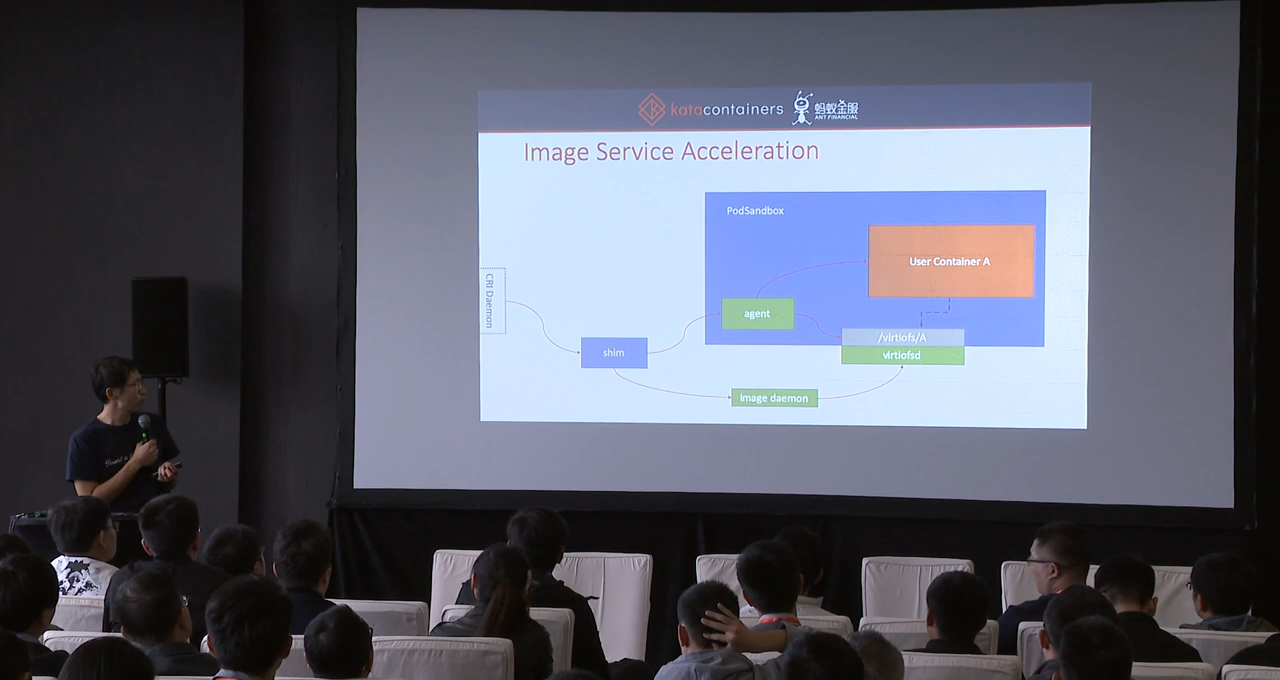 katacontainers
蚂蚁金服
ANT FINANCIAL
Image Service Acceleration
PodSandbox
User Container A
CRI Daemon
agent
/virtiofs/A
shim
virtiofsd
Image daemon